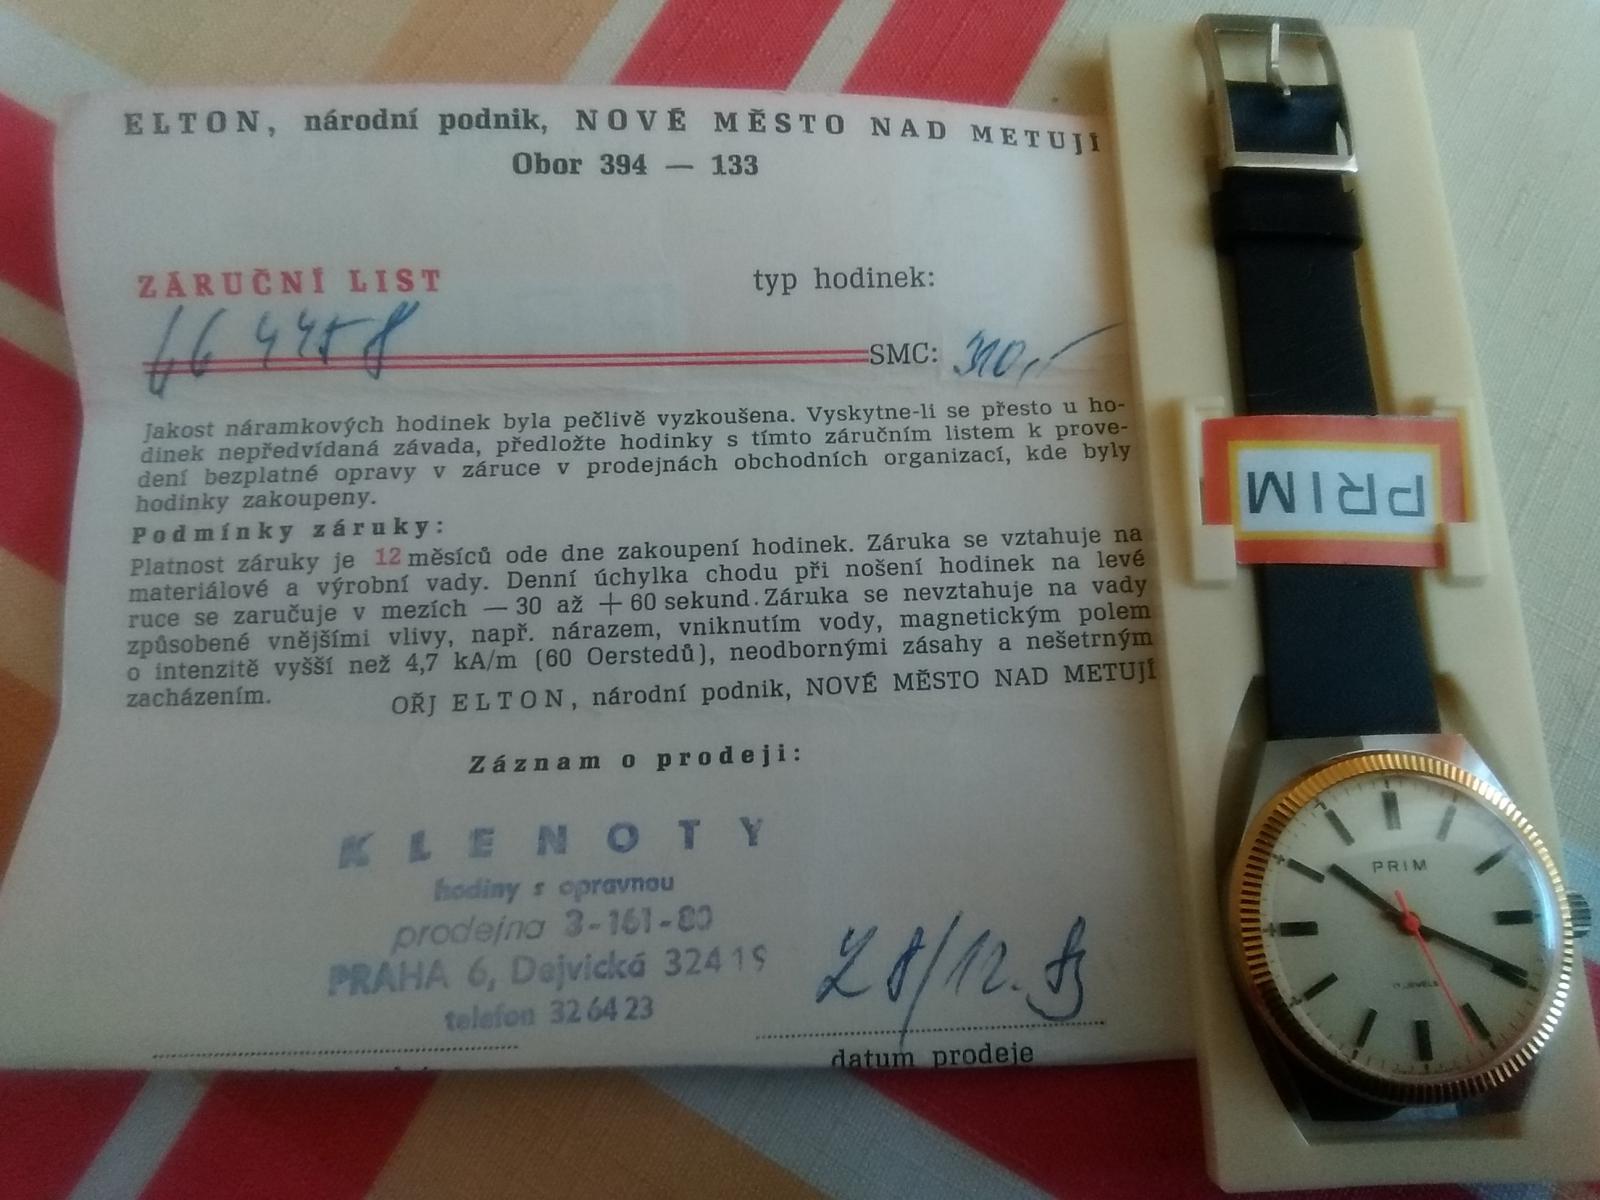 ELTON, národní podnik, NOVÉ MĚSTO NAD METUJÍ
Obor 394 — 133
ZÁRUČNÍ LIST
typ hodinek:
SMC: 310,-
Jakost náramkových hodinek byla pečlivě vyzkoušena. Vyskytne-li se přesto u ho-
dinek nepředvídaná závada, předložte hodinky s tímto záručním listem k prove-
dení bezplatné opravy v záruce v prodejnách obchodních organizací, kde byly
hodinky zakoupeny.
Podmínky záruky:
Platnost záruky je 12 měsíců ode dne zakoupení hodinek. Záruka se vztahuje na
materiálové a výrobní vady. Denní úchylka chodu při nošení hodinek na levé
ruce se zaručuje v mezích — 30 až + 60 sekund. Záruka se nevztahuje na vady
způsobené vnějšími vlivy, např. nárazem, vniknutím vody, magnetickým polem
o intenzitě vyšší než 4,7 kA/m (60 Oerstedů), neodbornými zásahy a nešetrným
zacházením.
OŘJ ELTON, národní podnik, NOVÉ MĚSTO NAD METUJÍ
Záznam o prodeji:
KLENOTY
hodiny s opravnou
prodejna 3-161-80
PRAHA 6, Dejvická 324 19
telefon 32 64 23
28/12.
datum prodeje
PRIM
PRIM
17 JEWELS